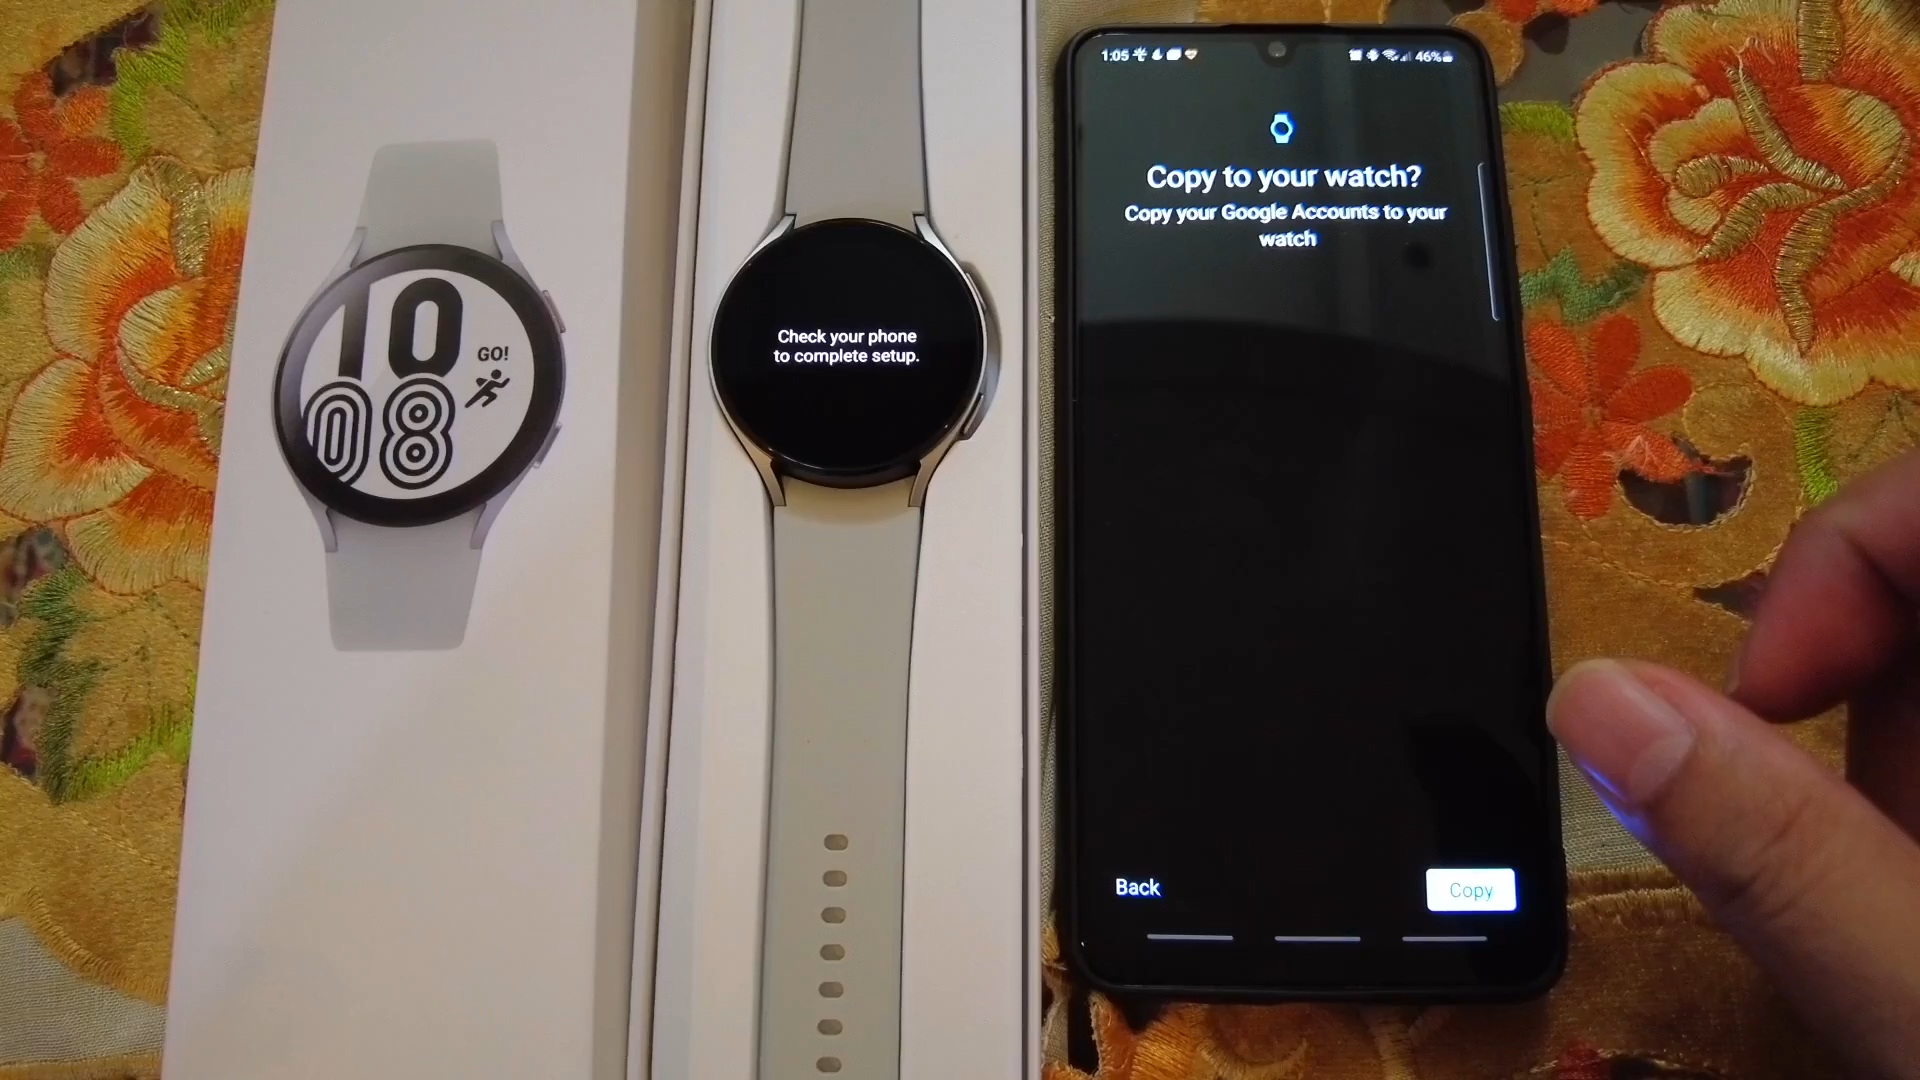 10
08
GO!
Check your phone
to complete setup.
1:05
46%
Copy to your watch?
Copy your Google Accounts to your
watch
Back
Copy